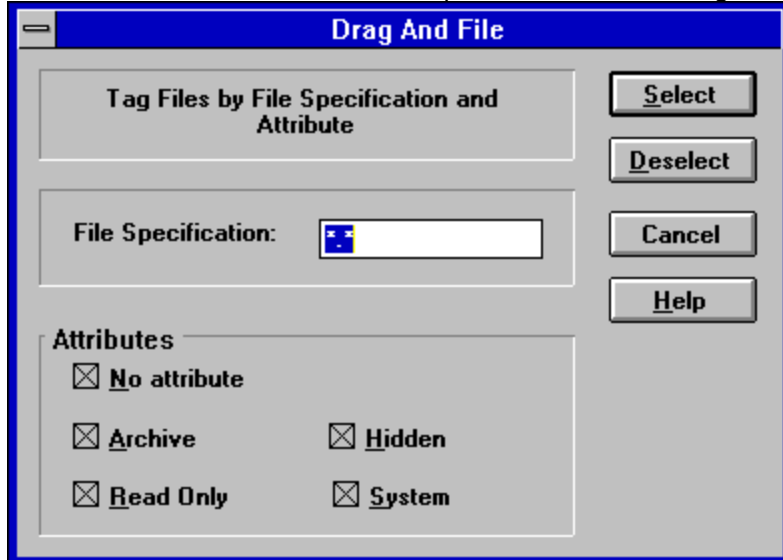 Drag And File
Tag Files by File Specification and
Attribute
Select
Deselect
File Specification: *.*
Cancel
Help
Attributes
No attribute
Archive
Hidden
Read Only
System